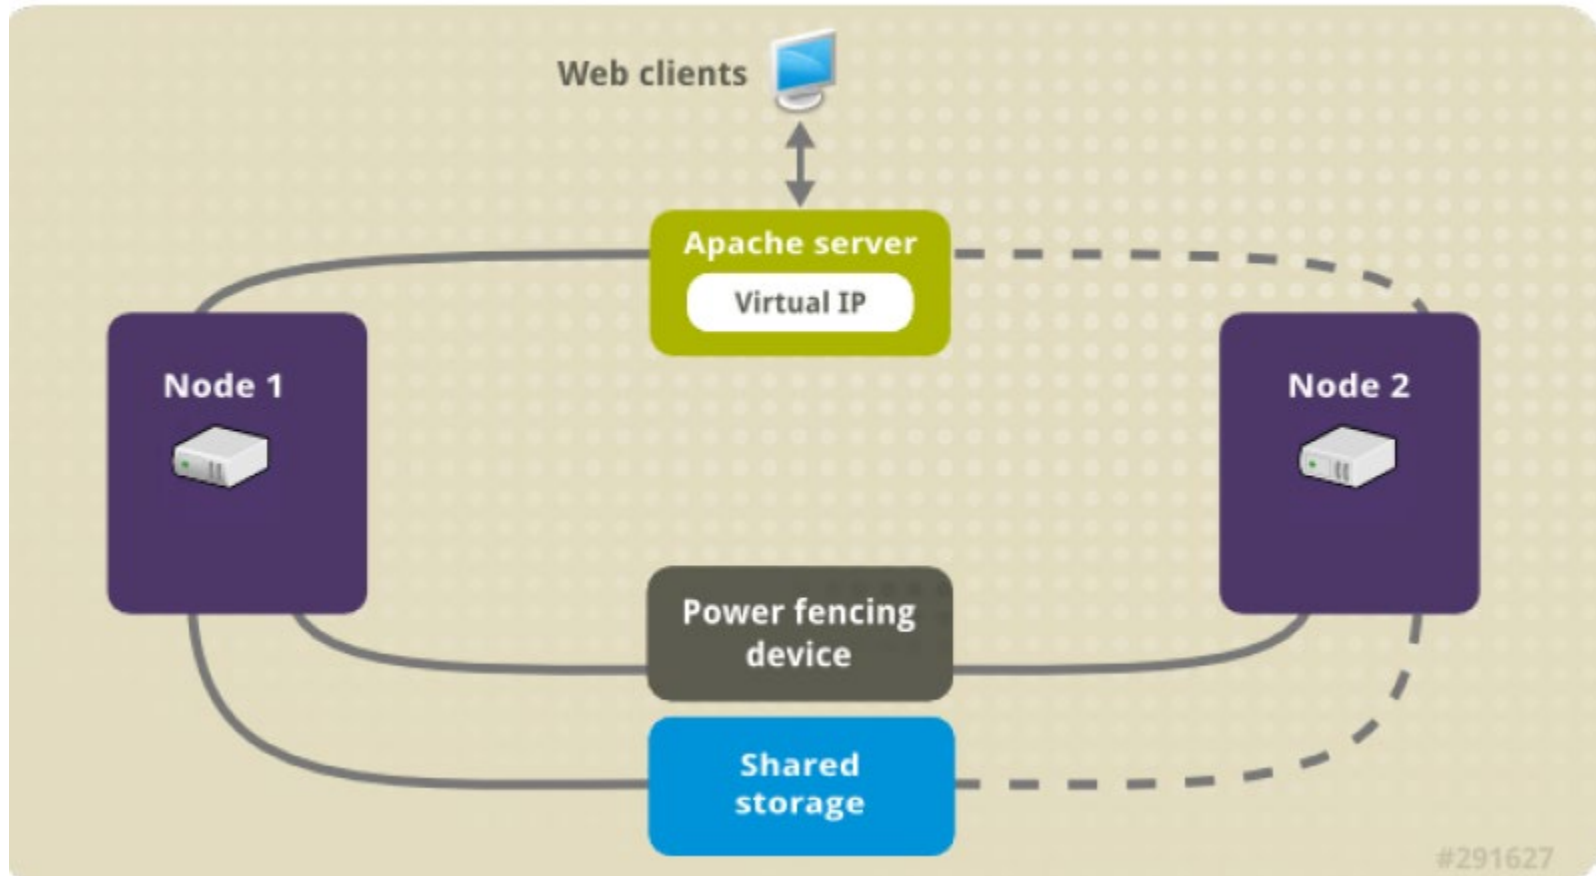 Web clients
Apache server
Virtual IP
Node 1
Node 2
Power fencing
device
Shared
storage
#291627